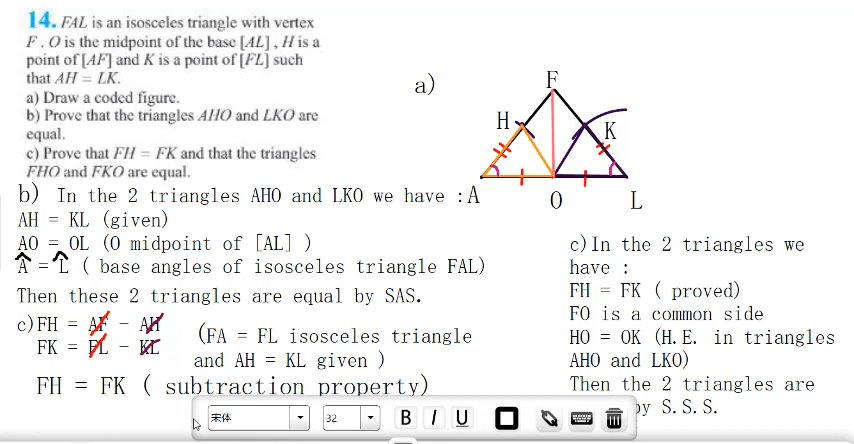 14. FAL is an isosceles triangle with vertex
F . O is the midpoint of the base [AL] , H is a
point of [AF] and K is a point of [FL] such
that AH = LK.
a) Draw a coded figure.
b) Prove that the triangles AHO and LKO are
equal.
c) Prove that FH = FK and that the triangles
FHO and FKO are equal.
a)
F
H
K
A
O
L
b) In the 2 triangles AHO and LKO we have :
AH = KL (given)
AO = OL (O midpoint of [AL] )
Â = L̂ ( base angles of isosceles triangle FAL)
Then these 2 triangles are equal by SAS.
c)FH = AF - AH
FK = FL - KL
(FA = FL isosceles triangle
and AH = KL given )
FH = FK ( subtraction property)
c)In the 2 triangles we
have :
FH = FK ( proved)
FO is a common side
HO = OK (H.E. in triangles
AHO and LKO)
Then the 2 triangles are
by S.S.S.
宋体
32
B I U